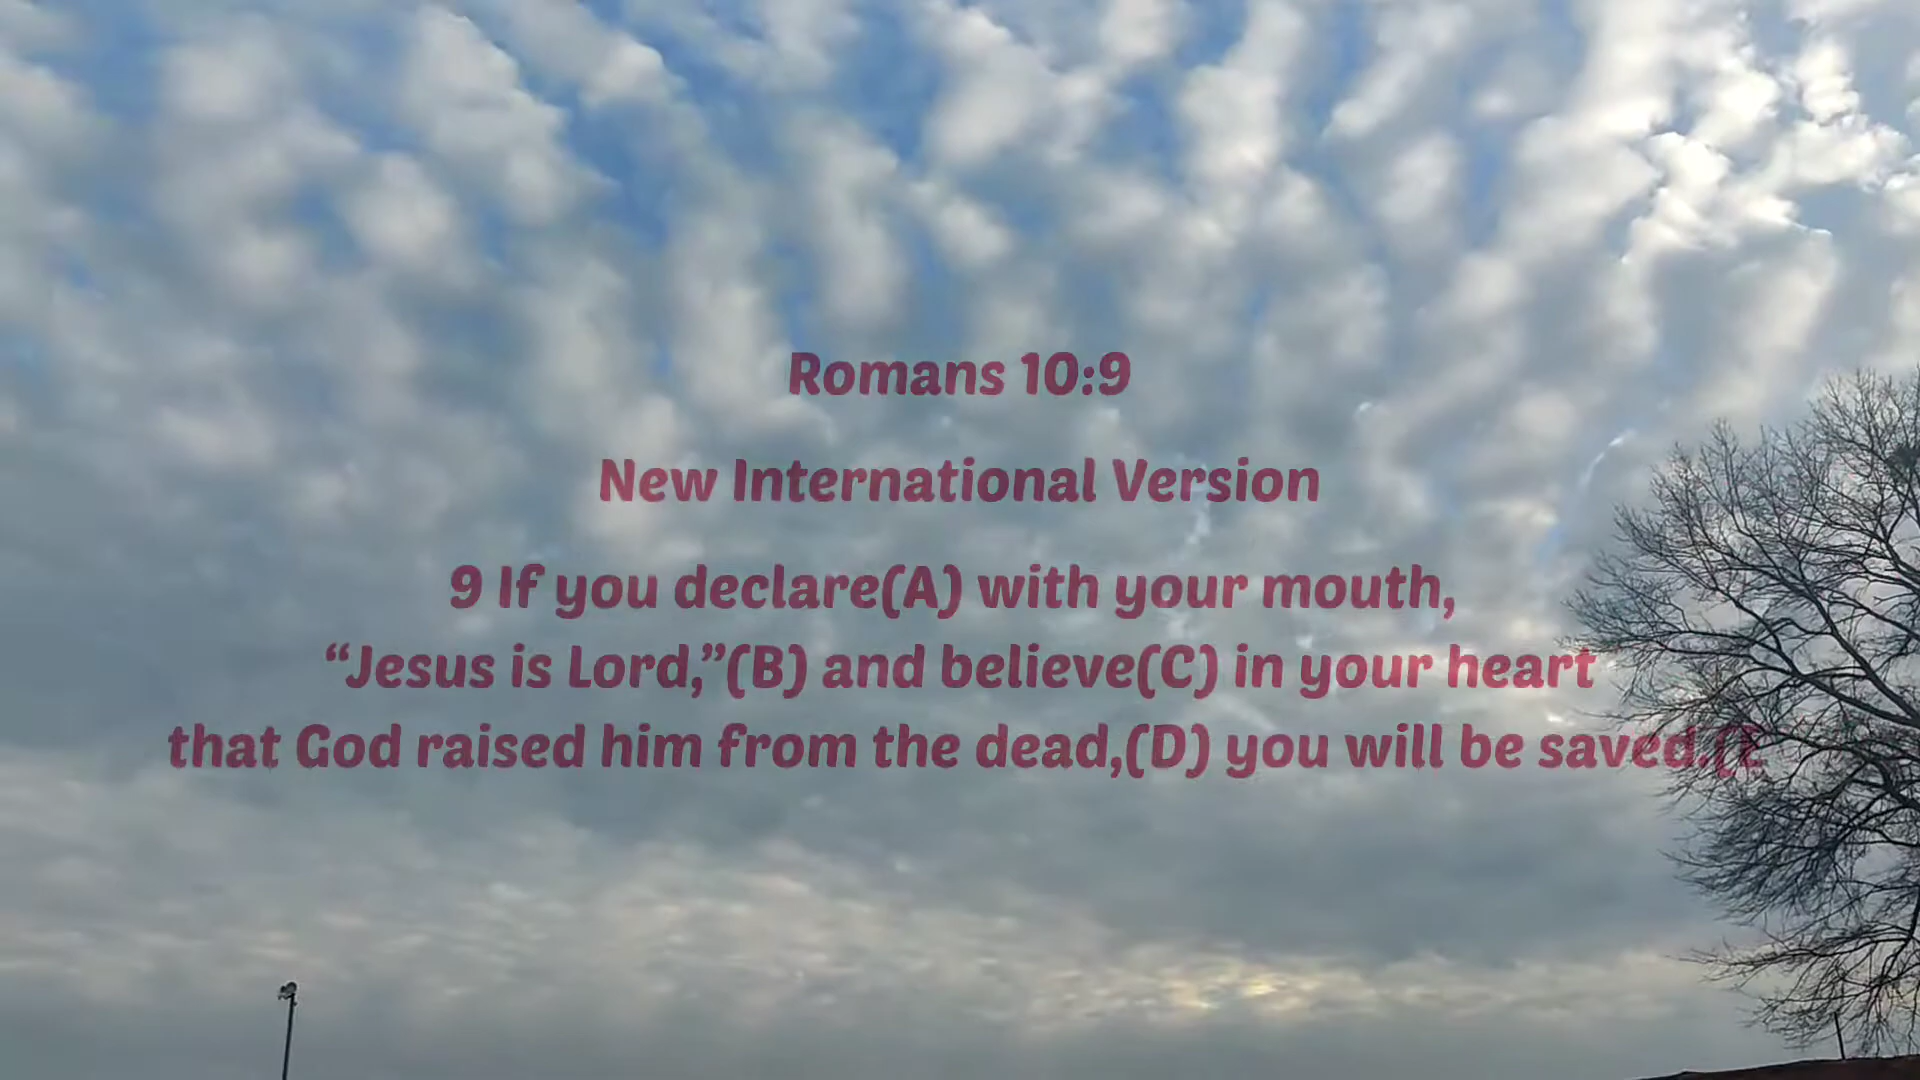 Romans 10:9
New International Version
9 If you declare(A) with your mouth,
“Jesus is Lord,”(B) and believe(C) in your heart
that God raised him from the dead,(D) you will be saved.(E